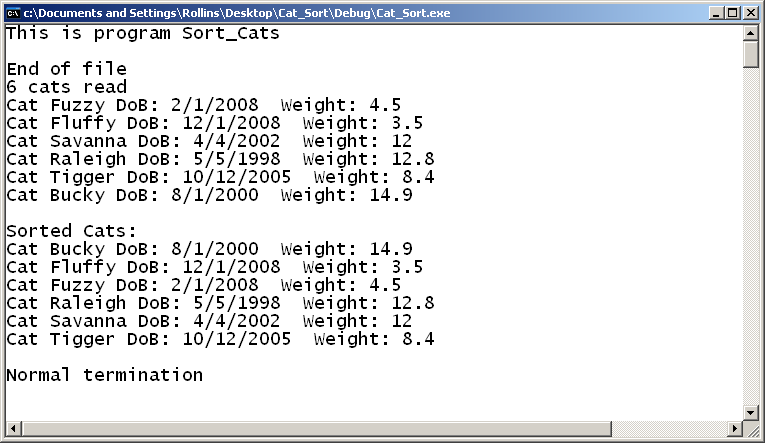 c:\Documents and Settings\Rollins\Desktop\Cat_Sort\Debug\Cat_Sort.exe
This is program Sort_Cats
End of file
6 cats read
Cat Fuzzy DoB: 2/1/2008  Weight: 4.5
Cat Fluffy DoB: 12/1/2008  Weight: 3.5
Cat Savanna DoB: 4/4/2002  Weight: 12
Cat Raleigh DoB: 5/5/1998  Weight: 12.8
Cat Tigger DoB: 10/12/2005  Weight: 8.4
Cat Bucky DoB: 8/1/2000  Weight: 14.9
Sorted Cats:
Cat Bucky DoB: 8/1/2000  Weight: 14.9
Cat Fluffy DoB: 12/1/2008  Weight: 3.5
Cat Fuzzy DoB: 2/1/2008  Weight: 4.5
Cat Raleigh DoB: 5/5/1998  Weight: 12.8
Cat Savanna DoB: 4/4/2002  Weight: 12
Cat Tigger DoB: 10/12/2005  Weight: 8.4
Normal termination